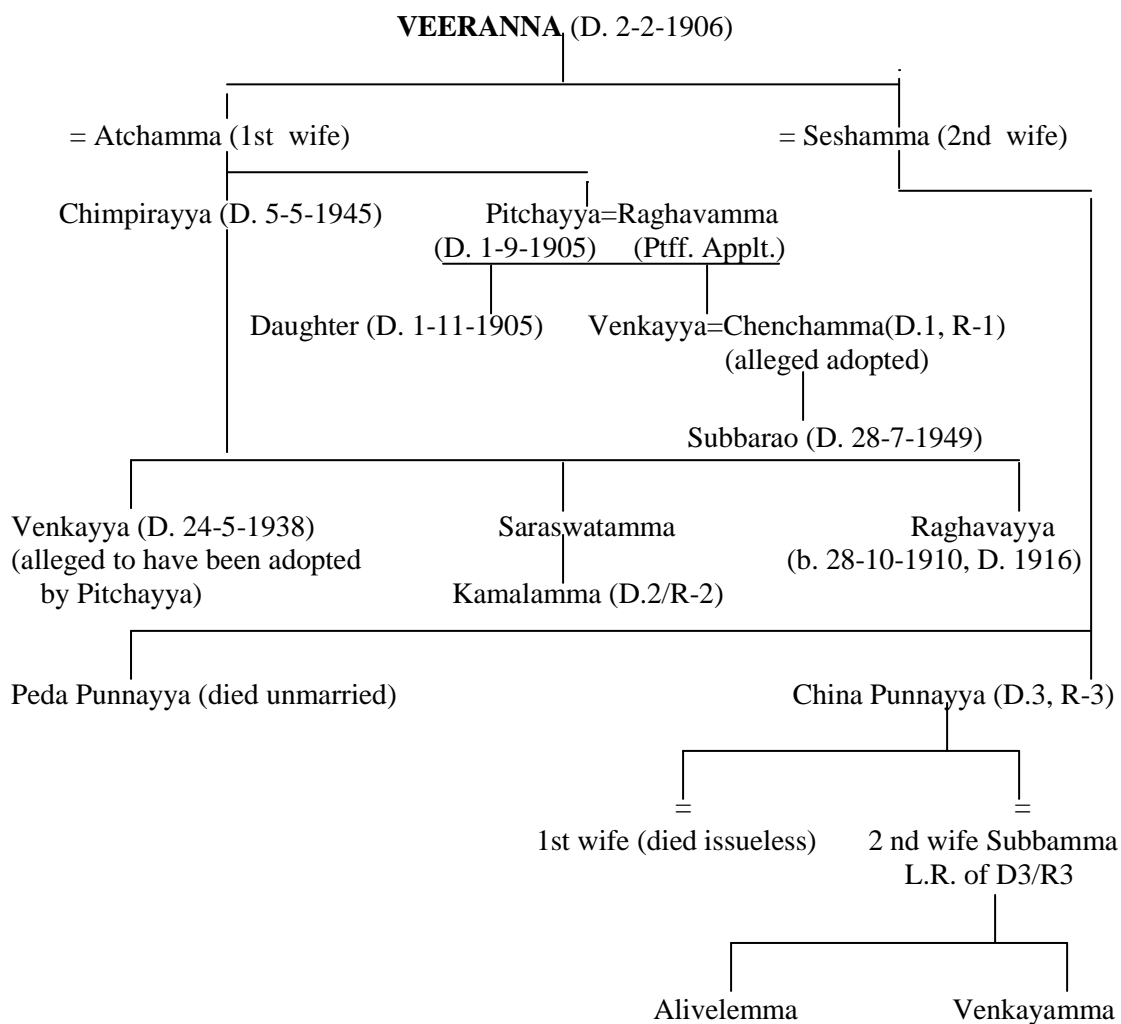 VEERANNA (D. 2-2-1906)
= Atchamma (1st wife) = Seshamma (2nd wife)
Chimpirayya (D. 5-5-1945) Pitchayya=Raghavamma
(D. 1-9-1905) (Ptff. Applt.)
Daughter (D. 1-11-1905) Venkayya=Chenchamma(D.1, R-1)
(alleged adopted)
Subbarao (D. 28-7-1949)
Venkayya (D. 24-5-1938) Saraswatamma Raghavayya
(alleged to have been adopted (b. 28-10-1910, D. 1916)
by Pitchayya) Kamalamma (D.2/R-2)
Peda Punnayya (died unmarried) China Punnayya (D.3, R-3)
= =
1st wife (died issueless) 2 nd wife Subbamma
L.R. of D3/R3
Alivelemma Venkayamma